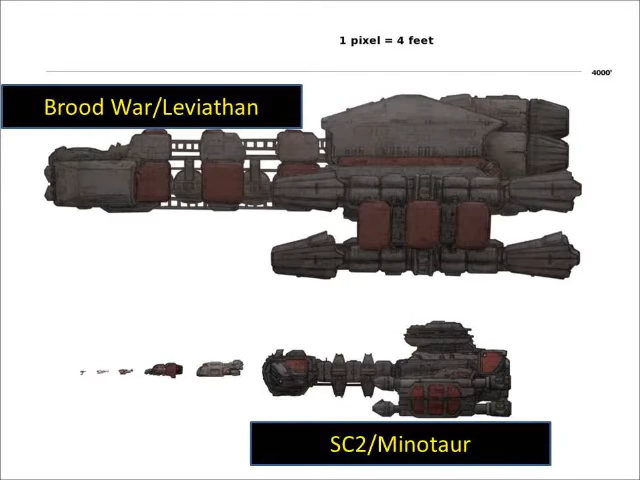 1 pixel = 4 feet
4000'
Brood War/Leviathan
SC2/Minotaur